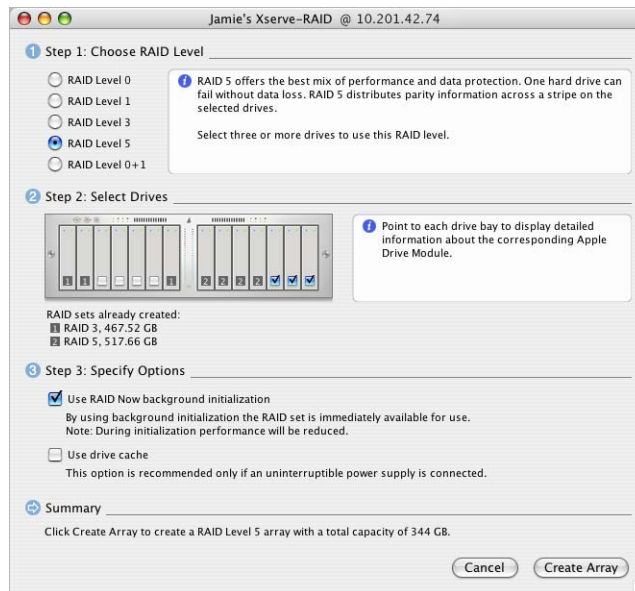 Jamie's Xserve-RAID @ 10.201.42.74
1 Step 1: Choose RAID Level
RAID Level 0
RAID Level 1
RAID Level 3
RAID Level 5
RAID Level 0+1
i RAID 5 offers the best mix of performance and data protection. One hard drive can
fail without data loss. RAID 5 distributes parity information across a stripe on the
selected drives.
Select three or more drives to use this RAID level.
2 Step 2: Select Drives
1 1 1 2 2 2 2
i Point to each drive bay to display detailed
information about the corresponding Apple
Drive Module.
RAID sets already created:
1 RAID 3, 467.52 GB
2 RAID 5, 517.66 GB
3 Step 3: Specify Options
Use RAID Now background initialization
By using background initialization the RAID set is immediately available for use.
Note: During initialization performance will be reduced.
Use drive cache
This option is recommended only if an uninterruptible power supply is connected.
Summary
Click Create Array to create a RAID Level 5 array with a total capacity of 344 GB.
Cancel
Create Array